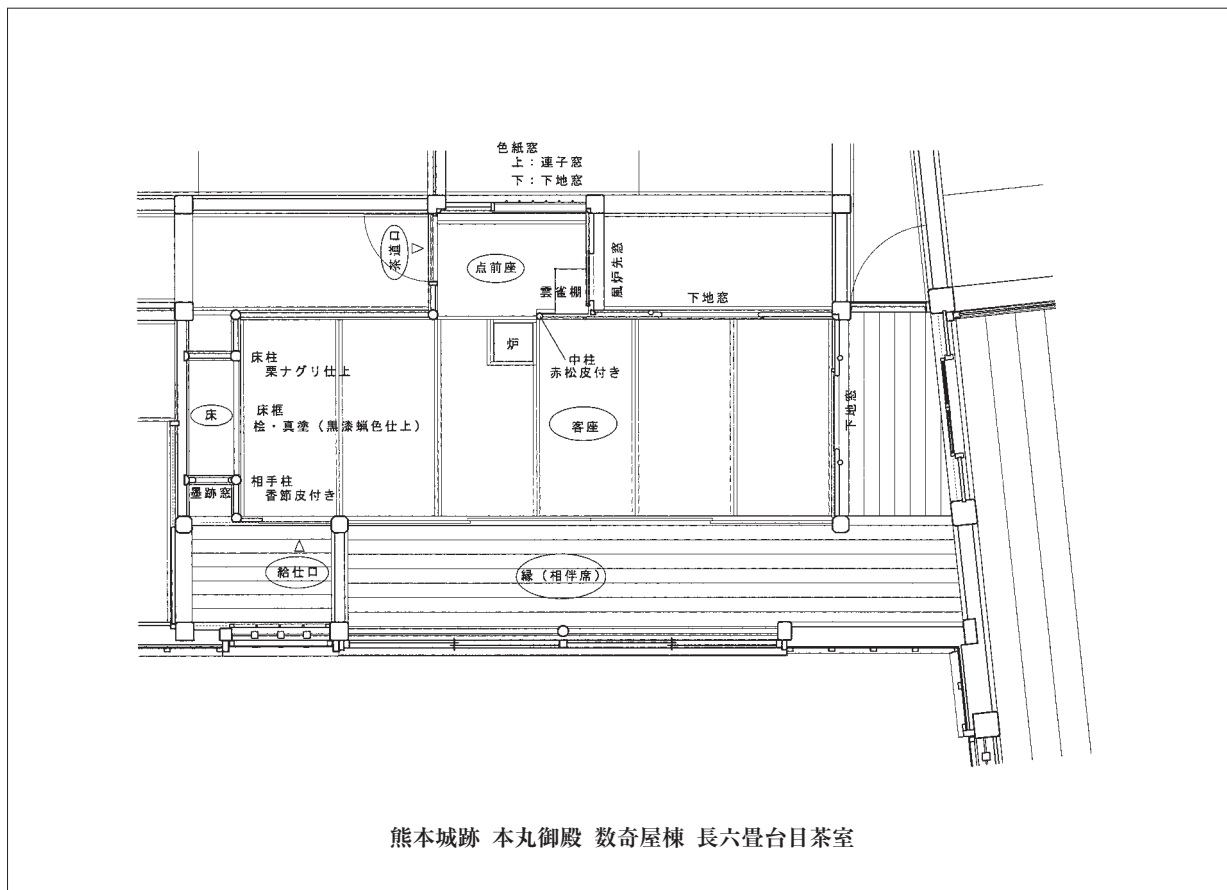 色紙窓
上：連子窓
下：下地窓
茶道口
点前座
雲雀棚
風炉先窓
下地窓
炉
中柱
赤松皮付き
床柱
栗ナグリ仕上
床
床框
桧・真塗（黒漆蝋色仕上）
客座
下地窓
相手柱
香節皮付き
墨跡窓
給仕口
縁（相伴席）
熊本城跡 本丸御殿 数奇屋棟 長六畳台目茶室